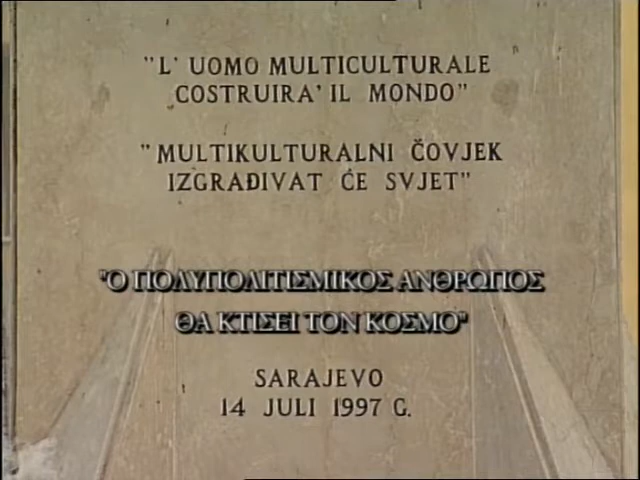 "L' UOMO MULTICULTURALE
COSTRUIRA' IL MONDO"
"MULTIKULTURALNI ČOVJEK
IZGRAĐIVAT ĆE SVJET"
"Ο ΠΟΛΥΠΟΛΙΤΙΣΜΙΚΟΣ ΑΝΘΡΩΠΟΣ
ΘΑ ΚΤΙΣΕΙ ΤΟΝ ΚΟΣΜΟ"
SARAJEVO
14 JULI 1997 G.